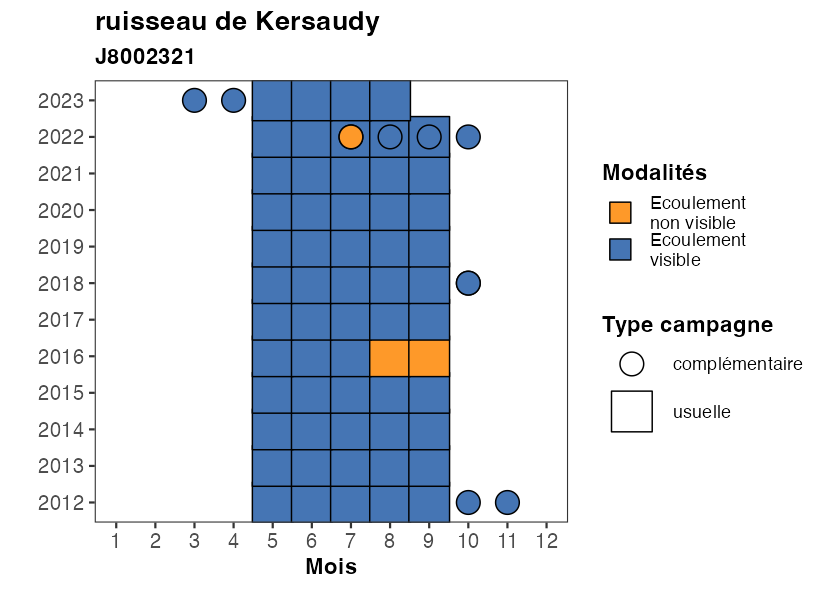 ruisseau de Kersaudy
J8002321
2023
2022
2021
2020
2019
2018
2017
2016
2015
2014
2013
2012
1 2 3 4 5 6 7 8 9 10 11 12
Mois
Modalités
Ecoulement
non visible
Ecoulement
visible
Type campagne
complémentaire
usuelle